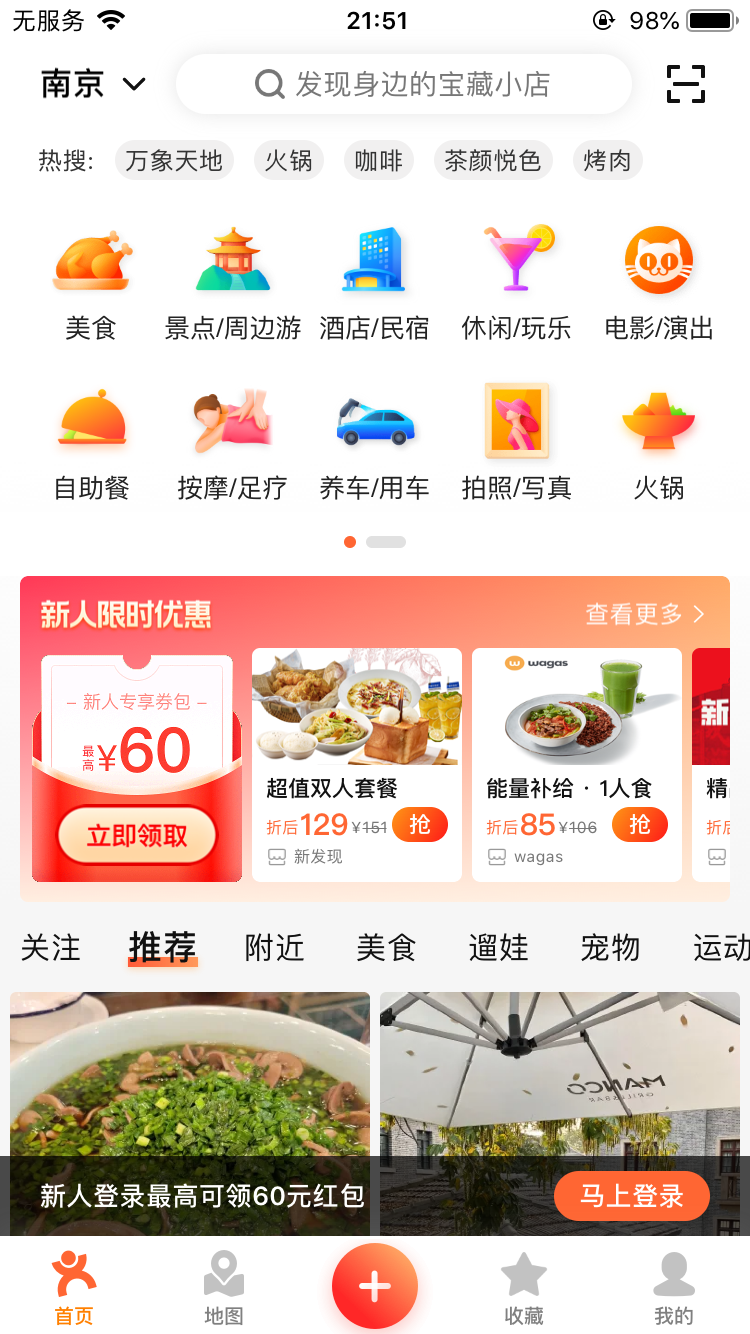 无服务 21:51 98%
南京 发现身边的宝藏小店
热搜: 万象天地 火锅 咖啡 茶颜悦色 烤肉
美食 景点/周边游 酒店/民宿 休闲/玩乐 电影/演出
自助餐 按摩/足疗 养车/用车 拍照/写真 火锅
新人限时优惠 查看更多
wagas
新
– 新人专享券包 –
最高¥60
立即领取
超值双人套餐 能量补给 · 1人食 精
折后129 ¥151 抢 折后85 ¥106 抢 折后
新发现 wagas
关注 推荐 附近 美食 遛娃 宠物 运动
MANCO
GRILL&BAR
新人登录最高可领60元红包 马上登录
首页 地图 收藏 我的